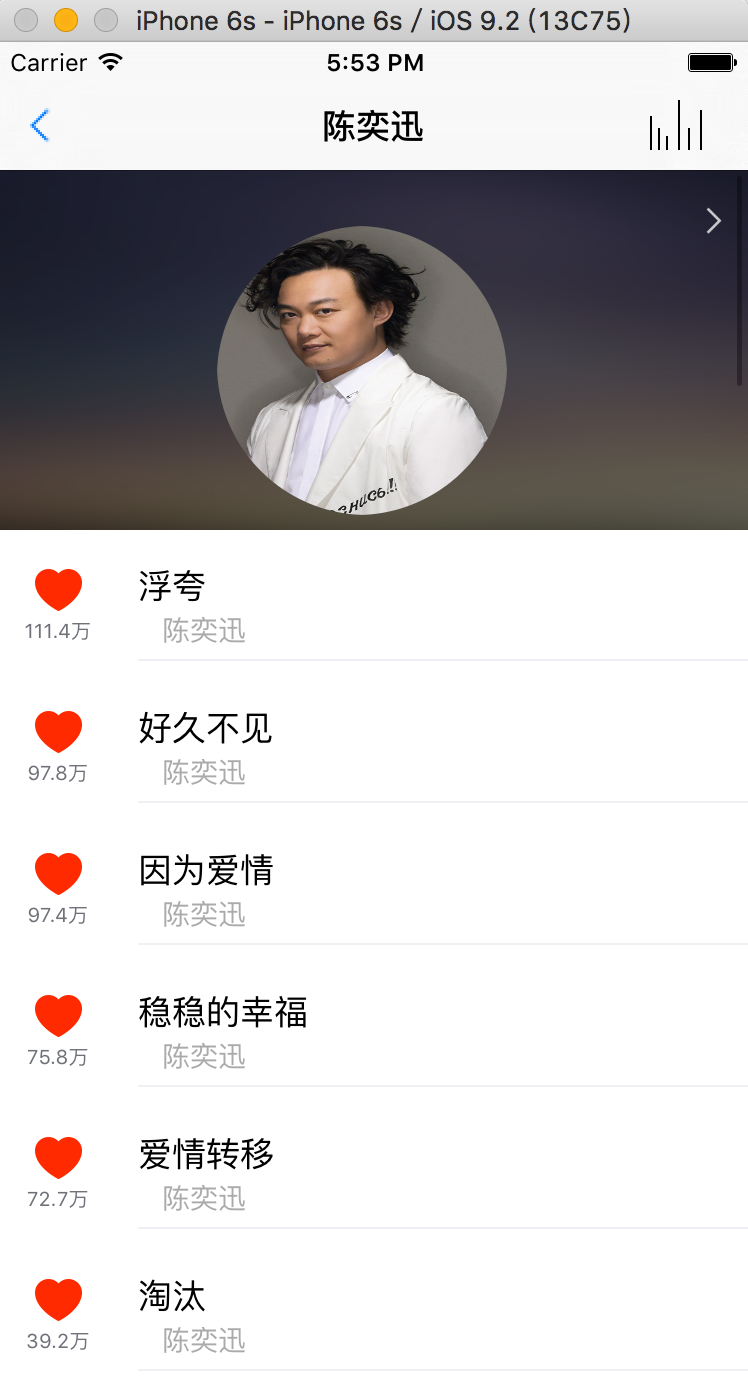 iPhone 6s - iPhone 6s / iOS 9.2 (13C75)
Carrier 5:53 PM
陈奕迅
浮夸
111.4万 陈奕迅
好久不见
97.8万 陈奕迅
因为爱情
97.4万 陈奕迅
稳稳的幸福
75.8万 陈奕迅
爱情转移
72.7万 陈奕迅
淘汰
39.2万 陈奕迅